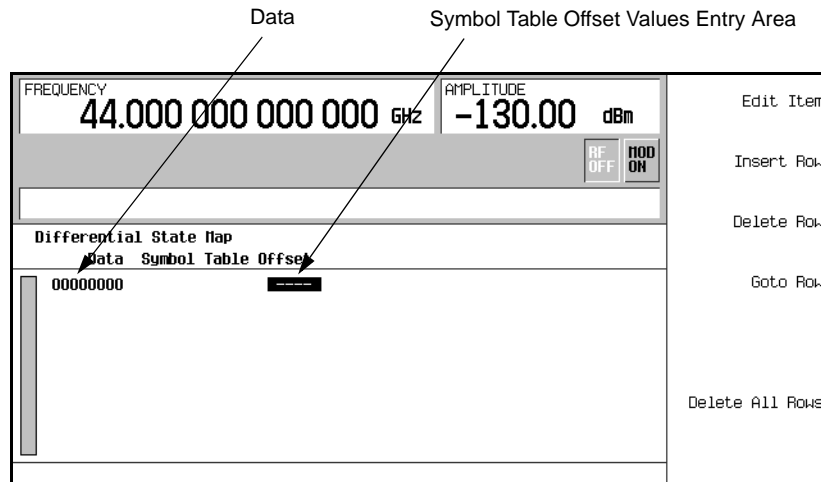 Data
Symbol Table Offset Values Entry Area
FREQUENCY
44.000 000 000 000 GHz
AMPLITUDE
-130.00 dBm
RF OFF
MOD ON
Edit Item
Insert Row
Delete Row
Goto Row
Delete All Rows
Differential State Map
Data Symbol Table Offset
00000000 ----